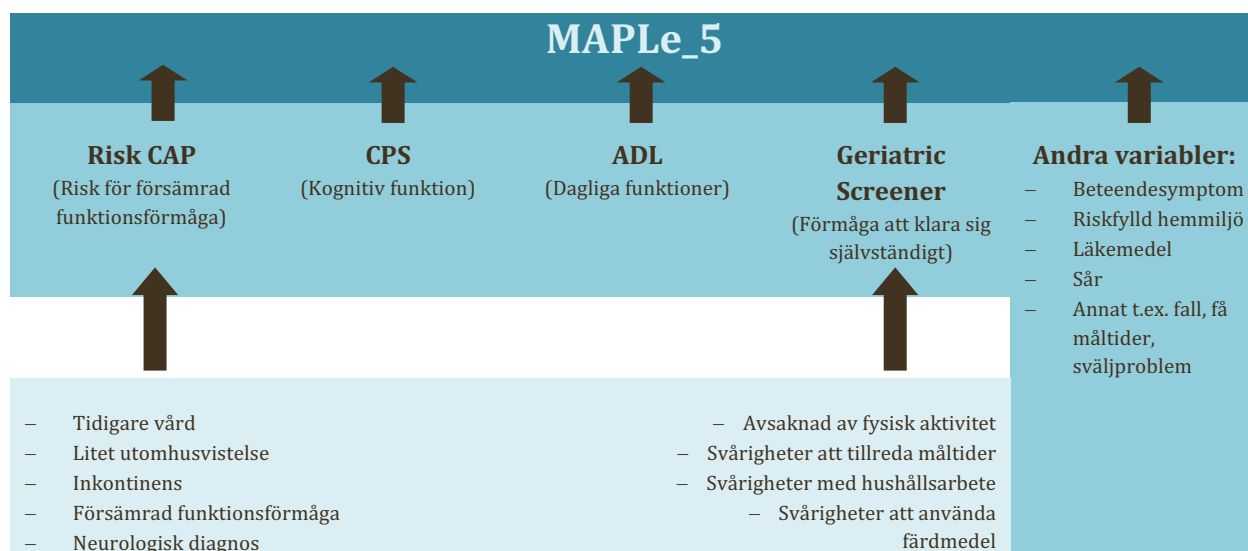 MAPLe_5
Risk CAP
(Risk för försämrad
funktionsförmåga)
CPS
(Kognitiv funktion)
ADL
(Dagliga funktioner)
Geriatric
Screener
(Förmåga att klara sig
självständigt)
Andra variabler:
– Beteendesymptom
– Riskfylld hemmiljö
– Läkemedel
– Sår
– Annat t.ex. fall, få
måltider,
sväljproblem
– Tidigare vård
– Litet utomhusvistelse
– Inkontinens
– Försämrad funktionsförmåga
– Neurologisk diagnos
– Avsaknad av fysisk aktivitet
– Svårigheter att tillreda måltider
– Svårigheter med hushållsarbete
– Svårigheter att använda
färdmedel